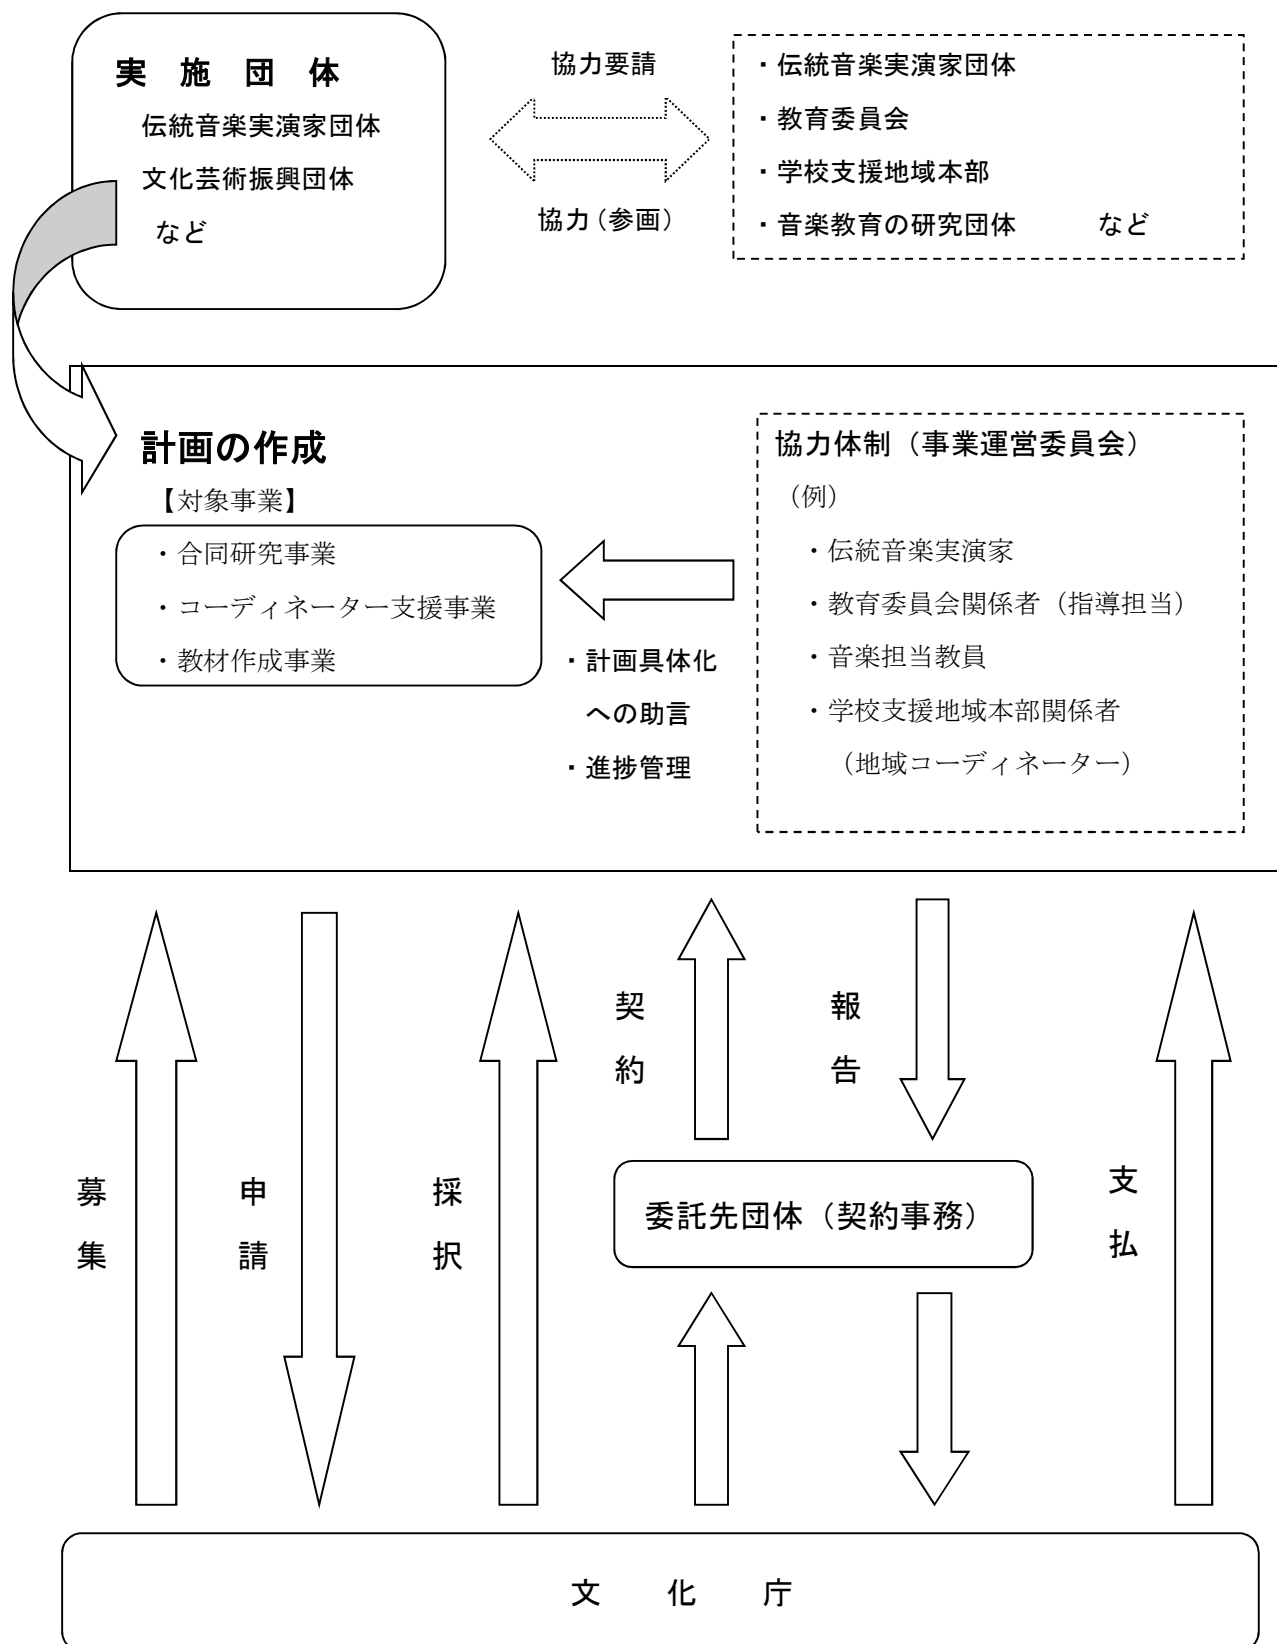 実施団体
伝統音楽実演家団体
文化芸術振興団体
など
協力要請
協力(参画)
・伝統音楽実演家団体
・教育委員会
・学校支援地域本部
・音楽教育の研究団体 など
計画の作成
【対象事業】
・合同研究事業
・コーディネーター支援事業
・教材作成事業
・計画具体化
への助言
・進捗管理
協力体制（事業運営委員会）
（例）
・伝統音楽実演家
・教育委員会関係者（指導担当）
・音楽担当教員
・学校支援地域本部関係者
（地域コーディネーター）
募集
申請
採択
契約
報告
支払
委託先団体（契約事務）
文化庁